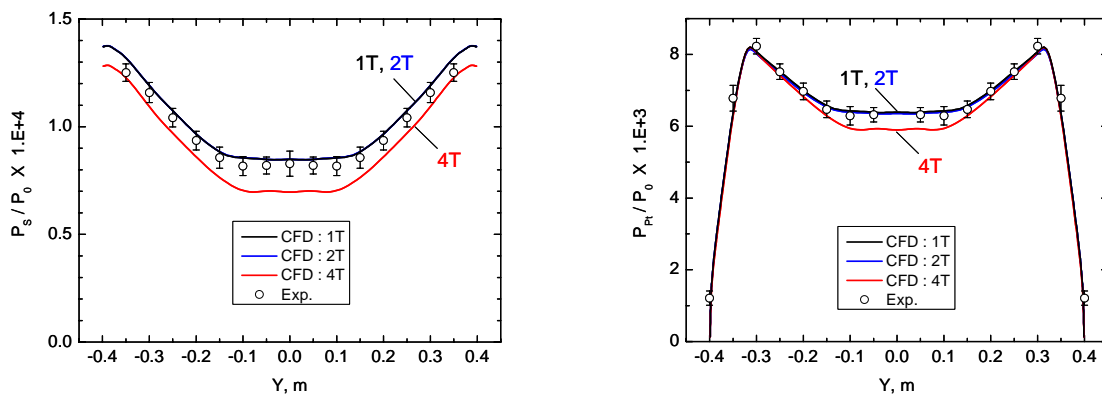 P_S / P_0 X 1.E+4
1.5
1.0
0.5
0.0
1T, 2T
4T
CFD : 1T
CFD : 2T
CFD : 4T
Exp.
-0.4 -0.3 -0.2 -0.1 0.0 0.1 0.2 0.3 0.4
Y, m
P_Pt / P_0 X 1.E+3
8
6
4
2
0
1T, 2T
4T
CFD : 1T
CFD : 2T
CFD : 4T
Exp.
-0.4 -0.3 -0.2 -0.1 0.0 0.1 0.2 0.3 0.4
Y, m